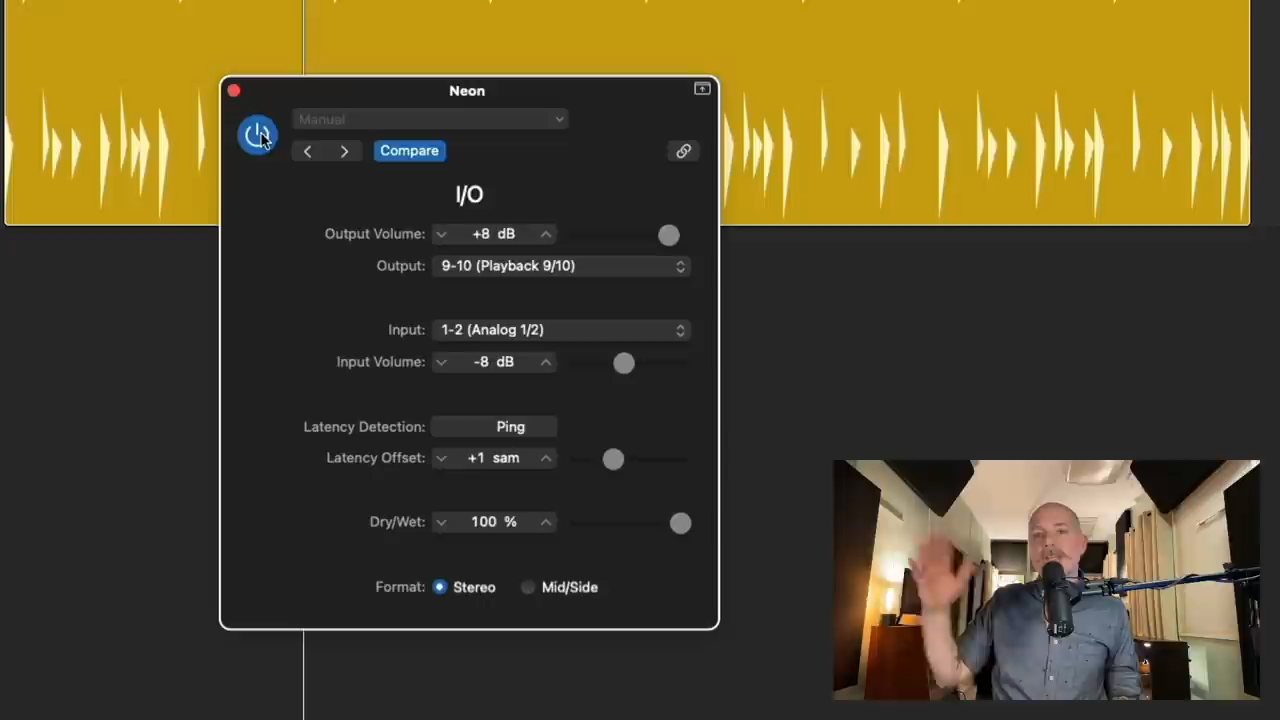 Neon
Manual
Compare
I/O
Output Volume: +8 dB
Output: 9-10 (Playback 9/10)
Input: 1-2 (Analog 1/2)
Input Volume: -8 dB
Latency Detection: Ping
Latency Offset: +1 sam
Dry/Wet: 100 %
Format: Stereo Mid/Side